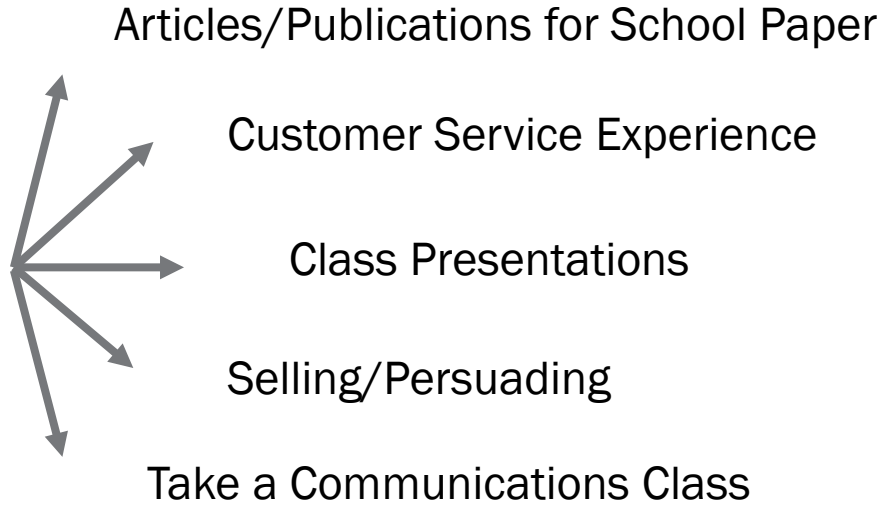 Articles/Publications for School Paper
Customer Service Experience
Class Presentations
Selling/Persuading
Take a Communications Class